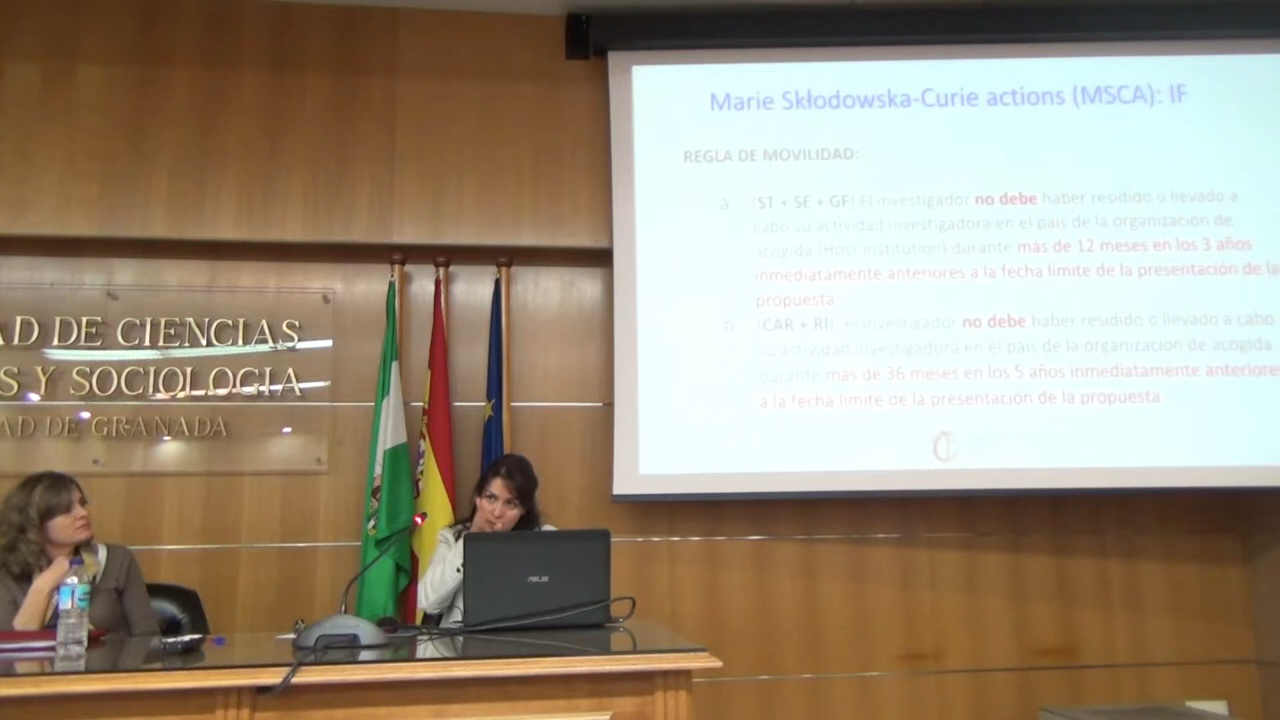 Marie Skłodowska-Curie actions (MSCA): IF
REGLA DE MOVILIDAD:
a [ST + SE + GF] El investigador no debe haber residido o llevado a
cabo su actividad investigadora en el país de la organización de
acogida (Host Institution) durante más de 12 meses en los 3 años
inmediatamente anteriores a la fecha límite de la presentación de la
propuesta
b [CAR + RI] el investigador no debe haber residido o llevado a cabo
su actividad investigadora en el país de la organización de acogida
durante más de 36 meses en los 5 años inmediatamente anteriore
a la fecha límite de la presentación de la propuesta
AD DE CIENCIAS
S Y SOCIOLOGIA
AD DE GRANADA
ASUS